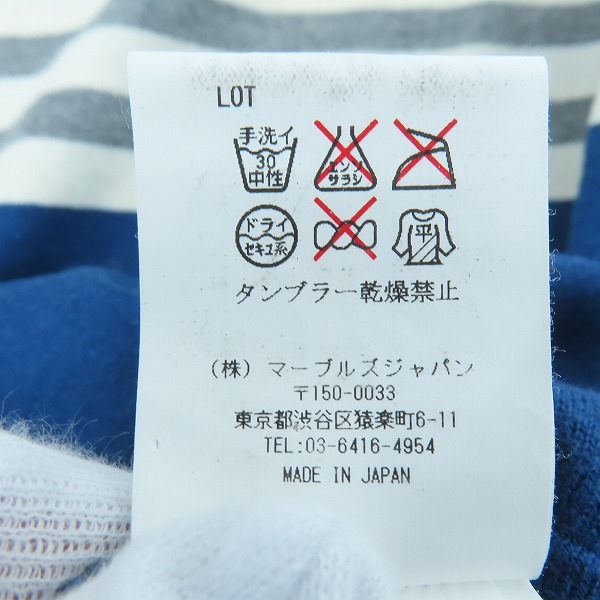 LOT
手洗イ
30
中性
エンソ
サラシ
ドライ
セキユ系
平
タンブラー乾燥禁止
(株) マーブルズジャパン
〒150-0033
東京都渋谷区猿楽町6-11
TEL:03-6416-4954
MADE IN JAPAN